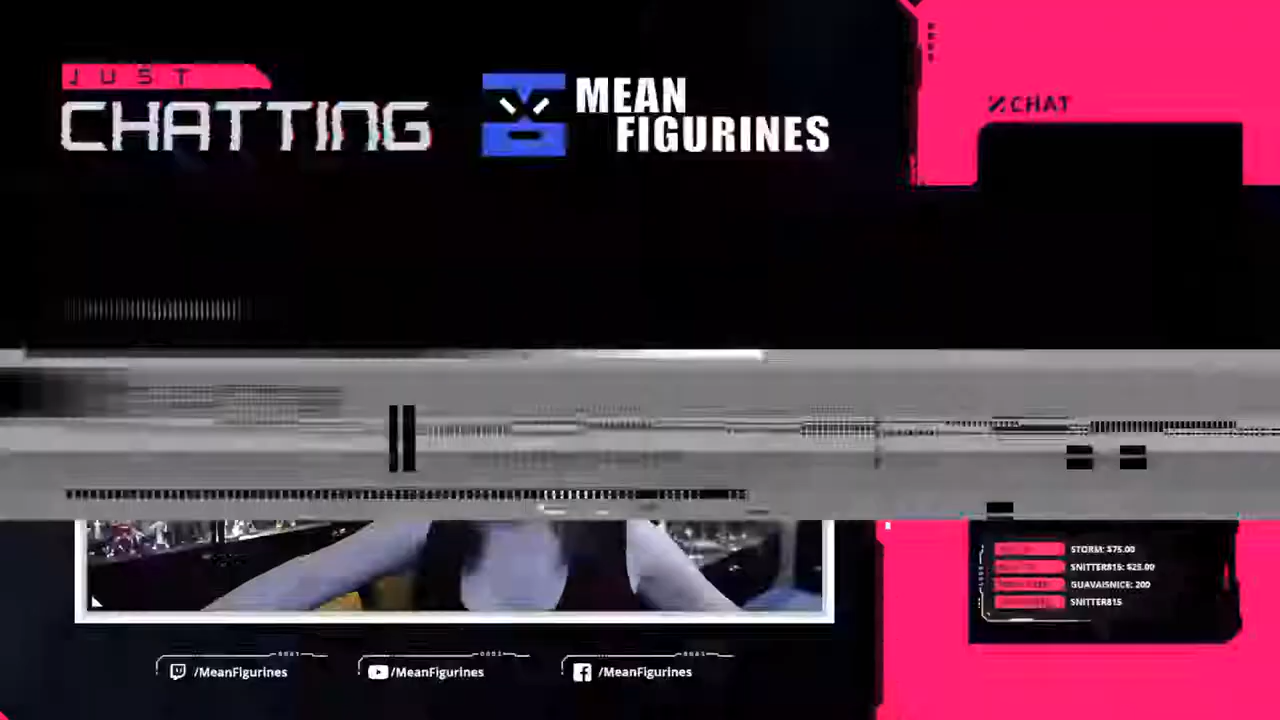 JUST
CHATTING
MEAN
FIGURINES
CHAT
STORM: $75.00
SNITTER815: $25.00
GUAVAISNICE: 200
SNITTER815
/MeanFigurines
/MeanFigurines
/MeanFigurines